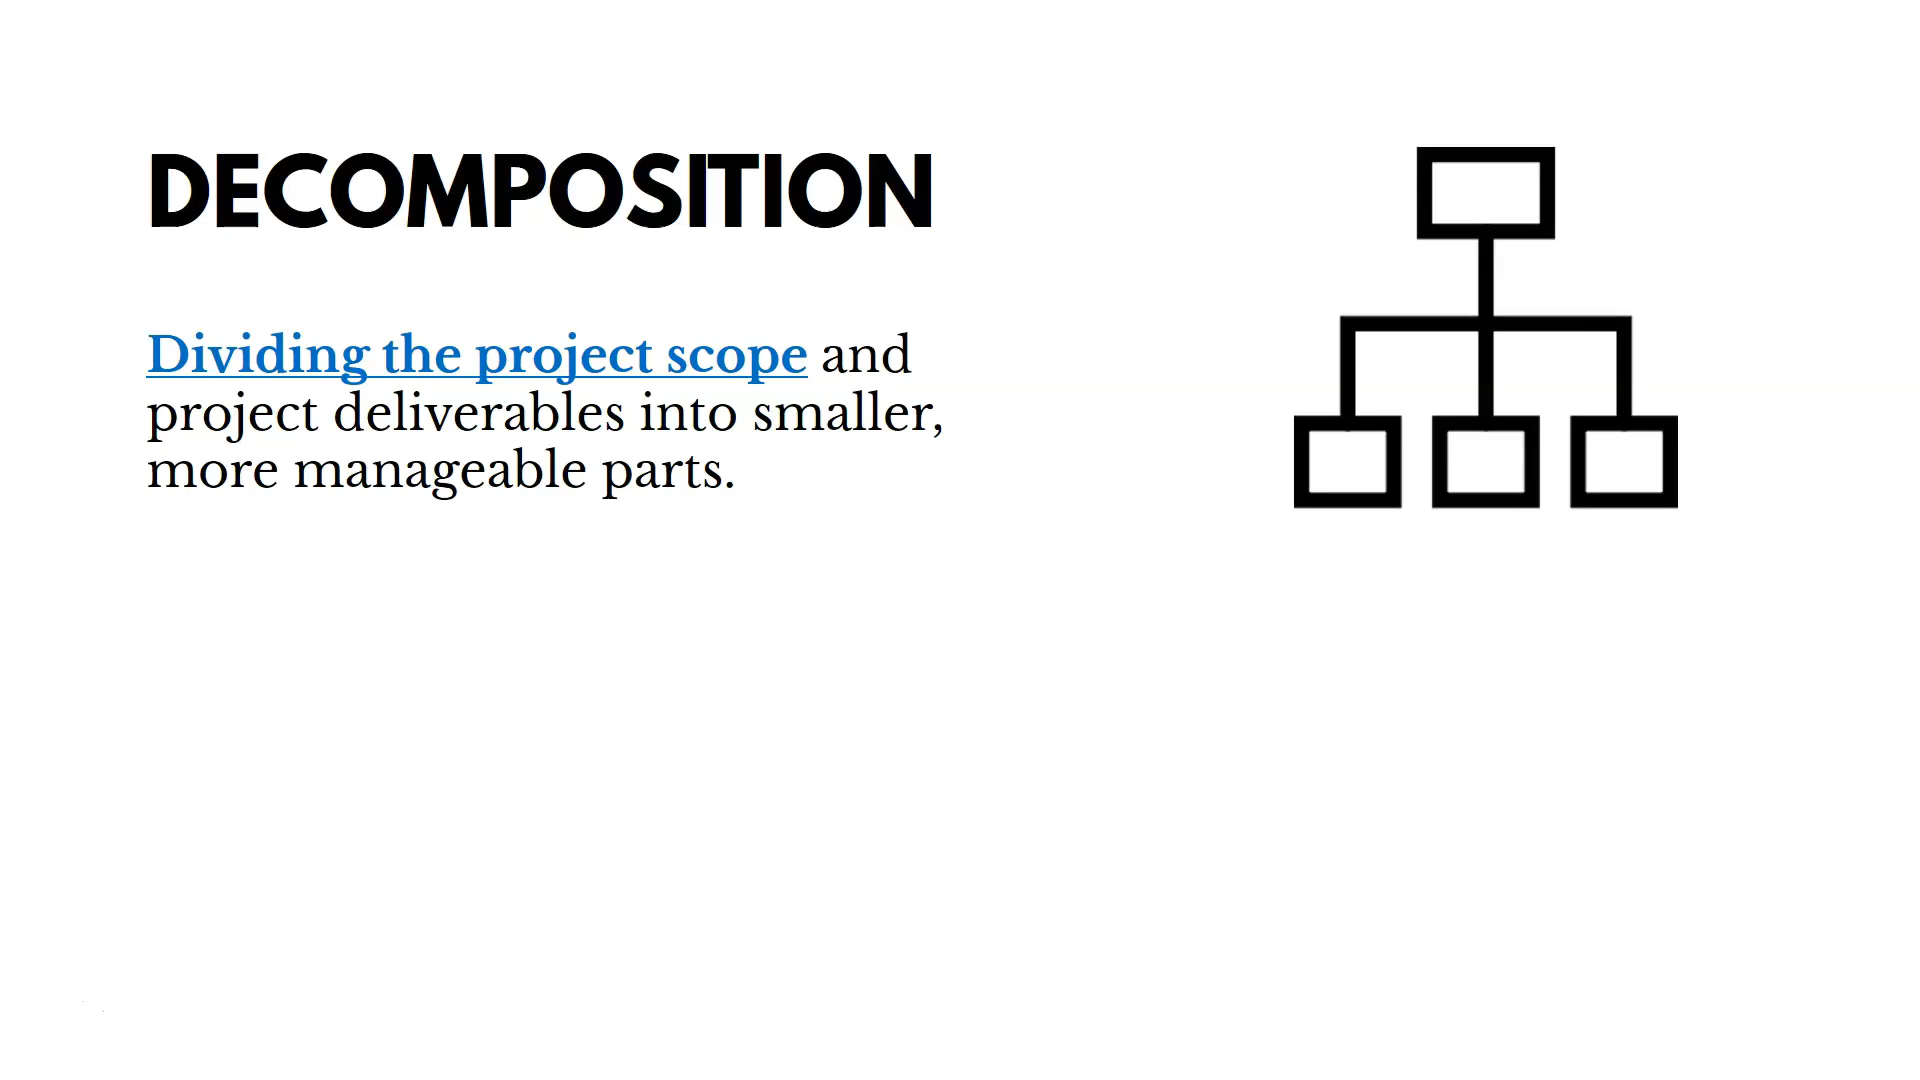 DECOMPOSITION
Dividing the project scope and
project deliverables into smaller,
more manageable parts.